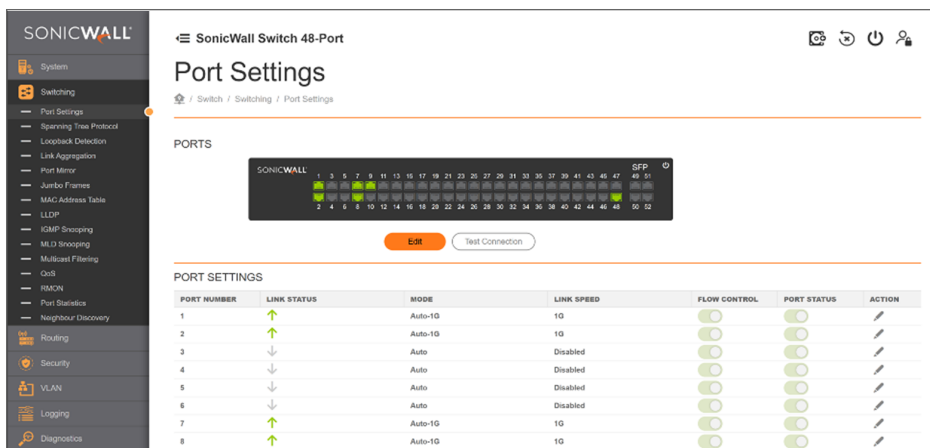 SONICWALL
System
Switching
Port Settings
Spanning Tree Protocol
Loopback Detection
Link Aggregation
Port Mirror
Jumbo Frames
MAC Address Table
LLDP
IGMP Snooping
MLD Snooping
Multicast Filtering
QoS
RMON
Port Statistics
Neighbour Discovery
Routing
Security
VLAN
Logging
Diagnostics
SonicWall Switch 48-Port
Port Settings
/ Switch / Switching / Port Settings
PORTS
SONICWALL
SFP
1 3 5 7 9 11 13 15 17 19 21 23 25 27 29 31 33 35 37 39 41 43 45 47 49 51
2 4 6 8 10 12 14 16 18 20 22 24 26 28 30 32 34 36 38 40 42 44 46 48 50 52
Edit Test Connection
PORT SETTINGS
PORT NUMBER LINK STATUS MODE LINK SPEED FLOW CONTROL PORT STATUS ACTION
1 Auto-1G 1G
2 Auto-1G 1G
3 Auto Disabled
4 Auto Disabled
5 Auto Disabled
6 Auto Disabled
7 Auto-1G 1G
8 Auto-1G 1G